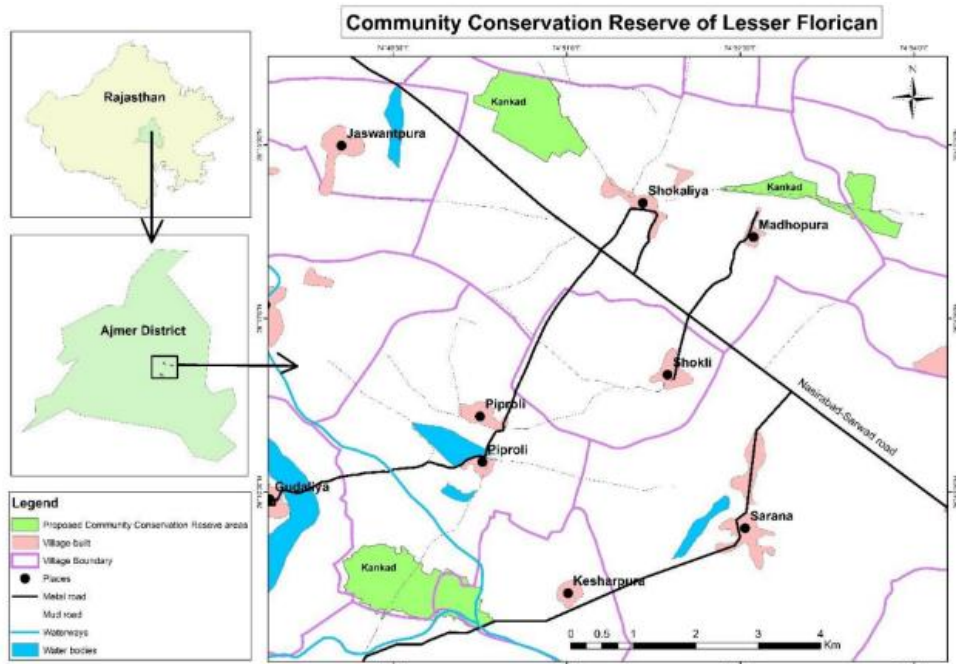 Community Conservation Reserve of Lesser Florican
Rajasthan
Ajmer District
N
Kankad
Jaswantpura
Shokaliya
Kankad
Madhopura
Shokli
Nasirabad-Sarwad road
Piproli
Piproli
Gudaliya
Sarana
Kankad
Kesharpura
0 0.5 1 2 3 4
Km
Legend
Proposed Community Conservation Reseve areas
Village built
Village Boundary
Places
Metal road
Mud road
Waterways
Water bodies